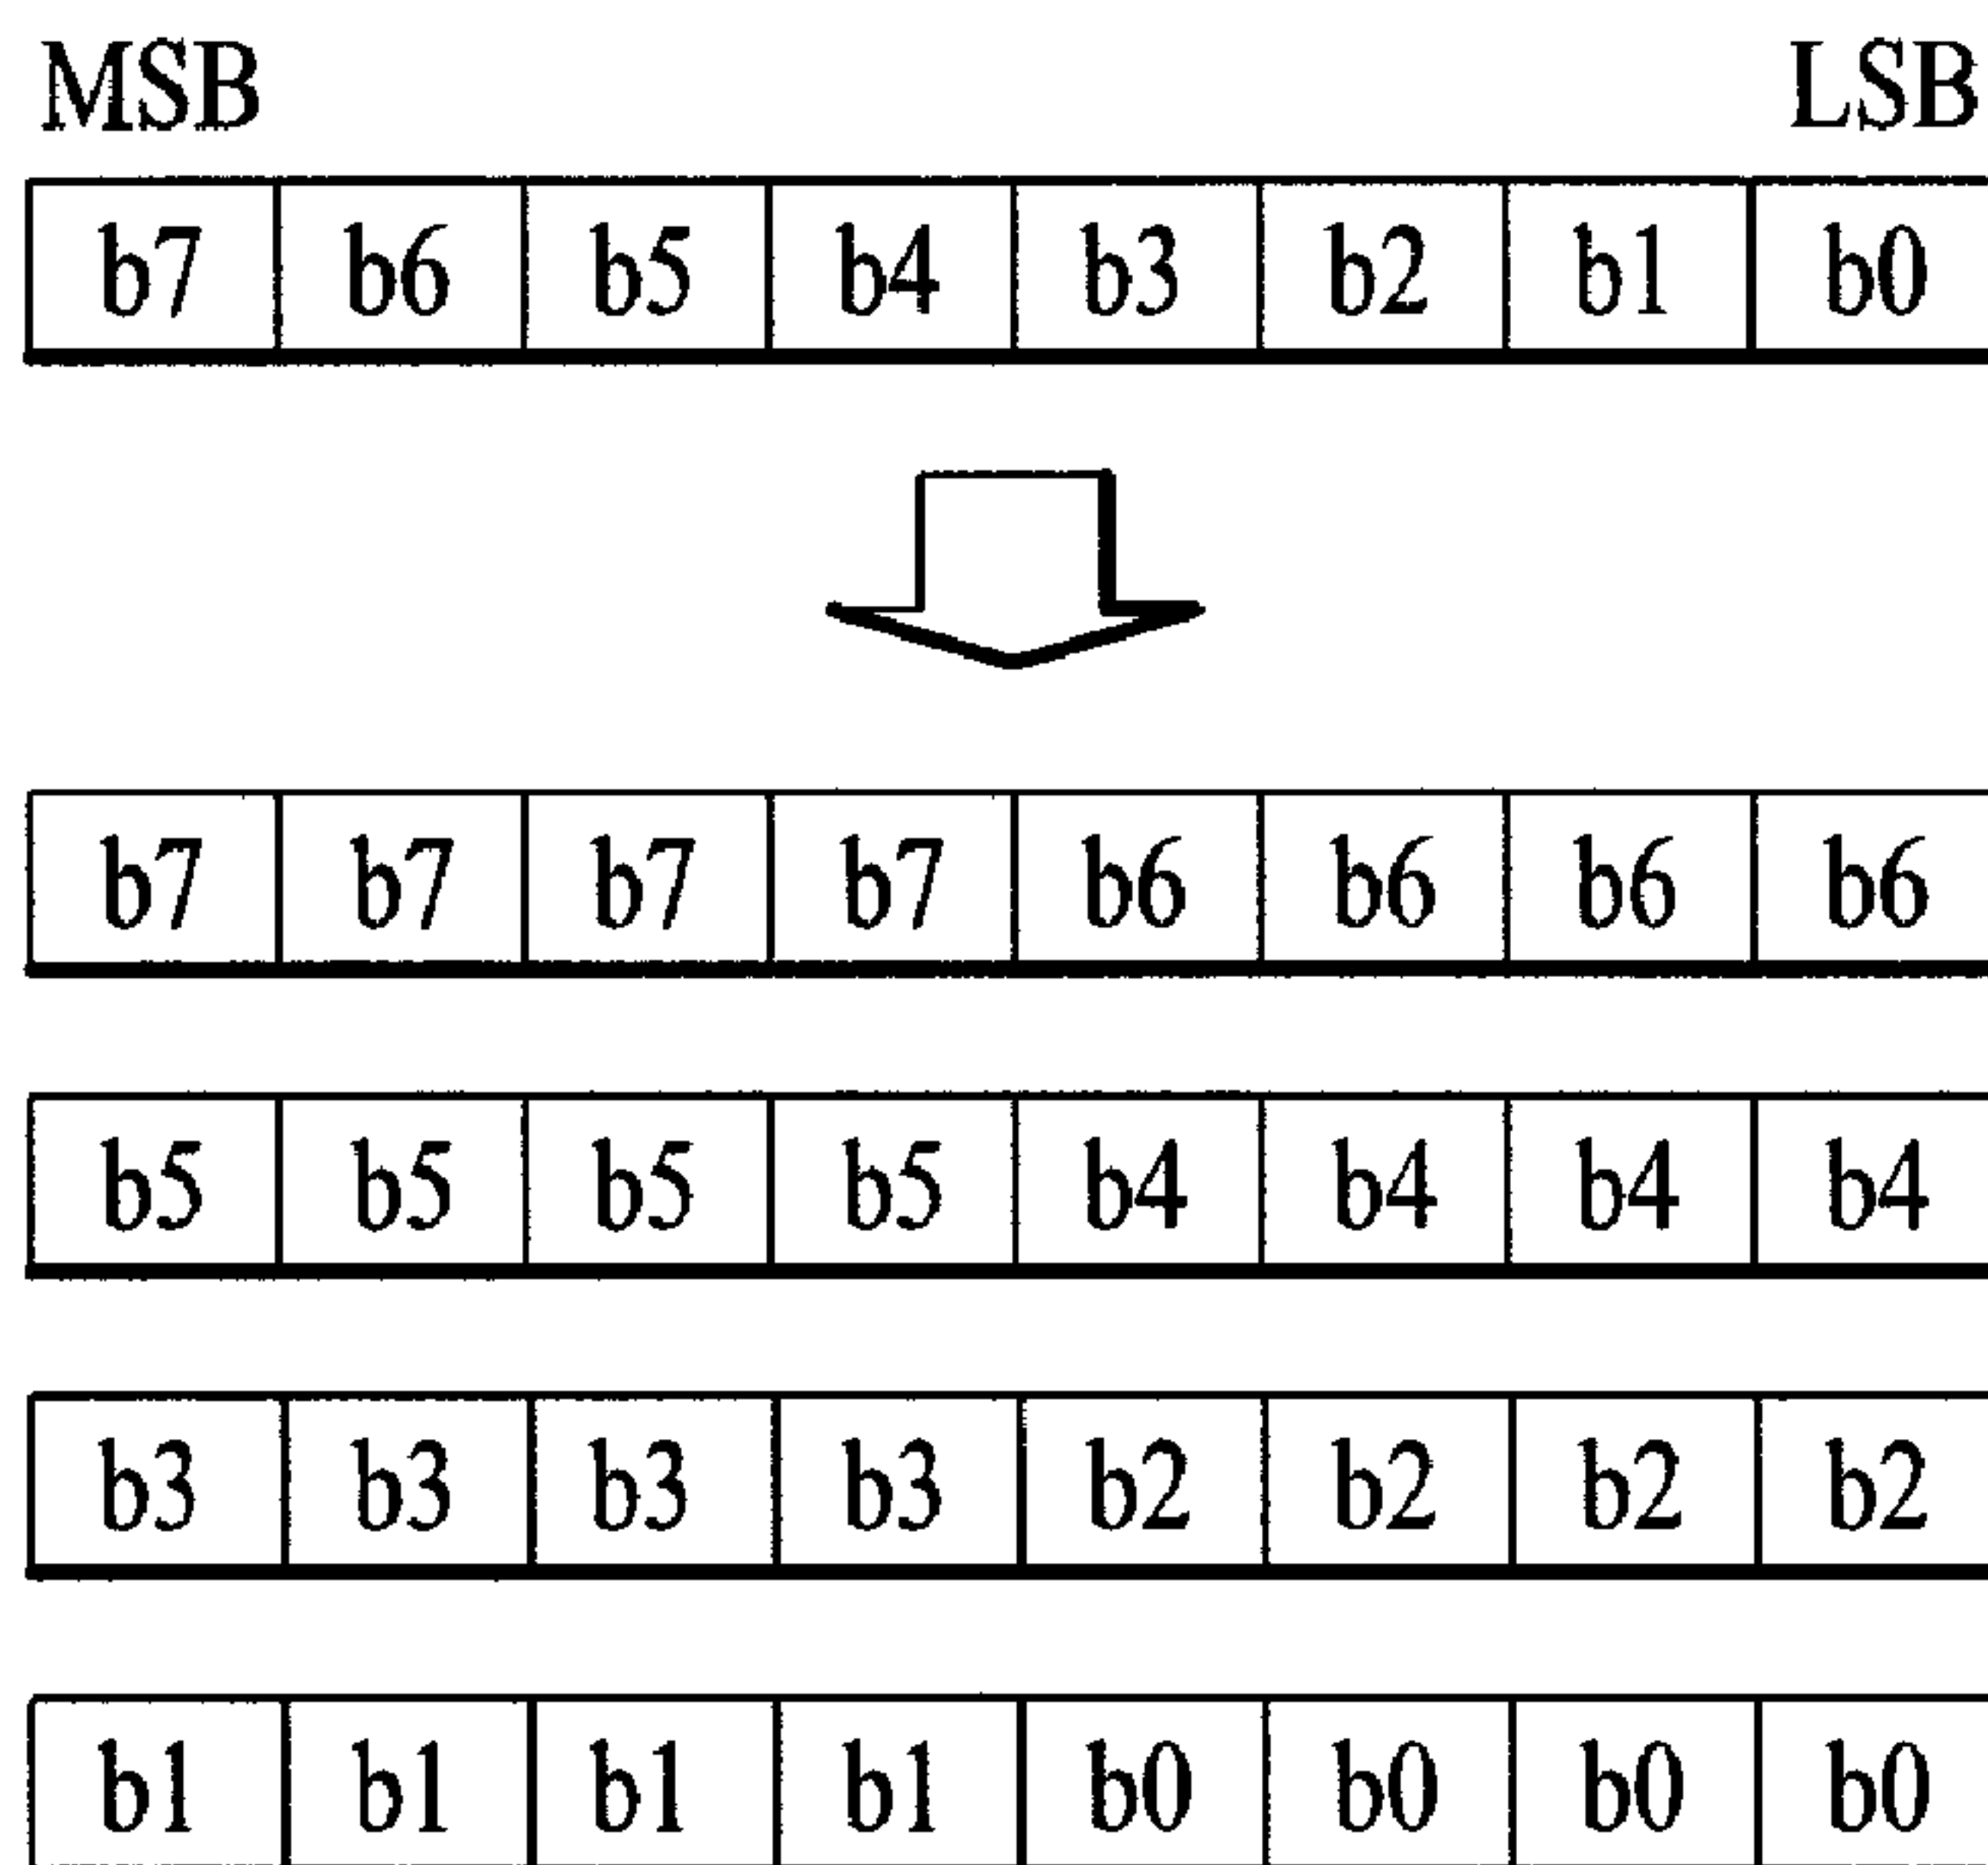 MSB LSB
b7 b6 b5 b4 b3 b2 b1 b0
b7 b7 b7 b7 b6 b6 b6 b6
b5 b5 b5 b5 b4 b4 b4 b4
b3 b3 b3 b3 b2 b2 b2 b2
b1 b1 b1 b1 b0 b0 b0 b0